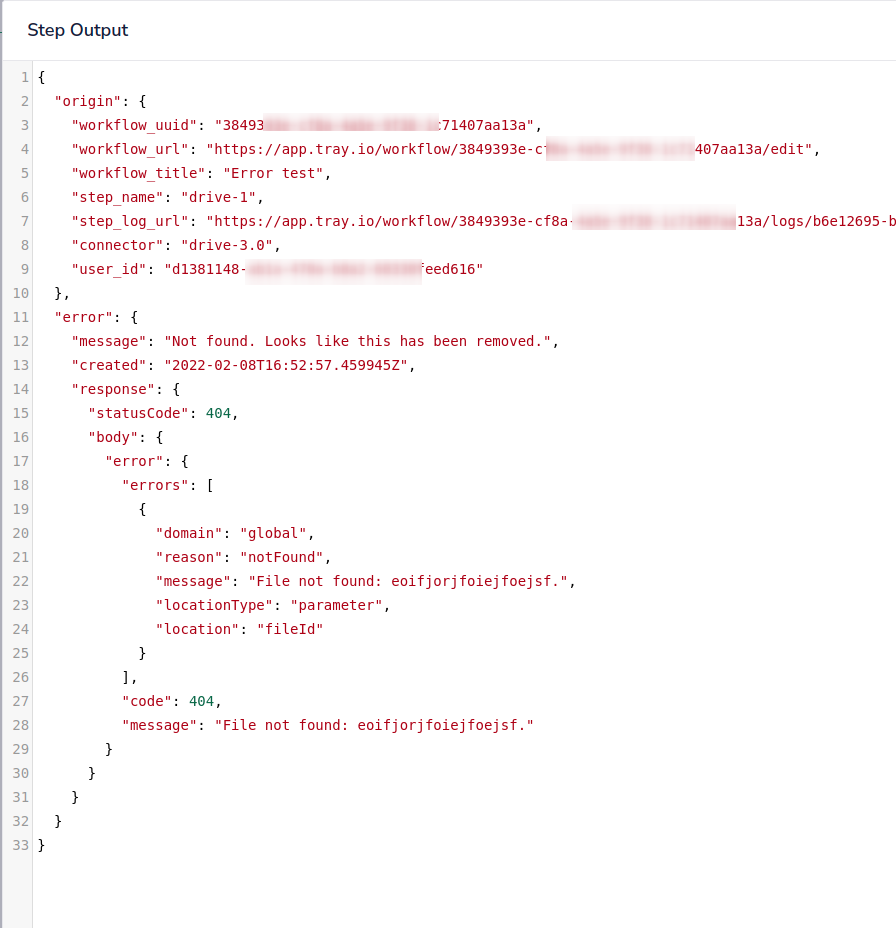 Step Output
1 {
2 "origin": {
3 "workflow_uuid": "38493 71407aa13a",
4 "workflow_url": "https://app.tray.io/workflow/3849393e-cf 407aa13a/edit",
5 "workflow_title": "Error test",
6 "step_name": "drive-1",
7 "step_log_url": "https://app.tray.io/workflow/3849393e-cf8a- 13a/logs/b6e12695-b
8 "connector": "drive-3.0",
9 "user_id": "d1381148- feed616"
10 },
11 "error": {
12 "message": "Not found. Looks like this has been removed.",
13 "created": "2022-02-08T16:52:57.459945Z",
14 "response": {
15 "statusCode": 404,
16 "body": {
17 "error": {
18 "errors": [
19 {
20 "domain": "global",
21 "reason": "notFound",
22 "message": "File not found: eoifjorjfoiejfoejsf.",
23 "locationType": "parameter",
24 "location": "fileId"
25 }
26 ],
27 "code": 404,
28 "message": "File not found: eoifjorjfoiejfoejsf."
29 }
30 }
31 }
32 }
33 }